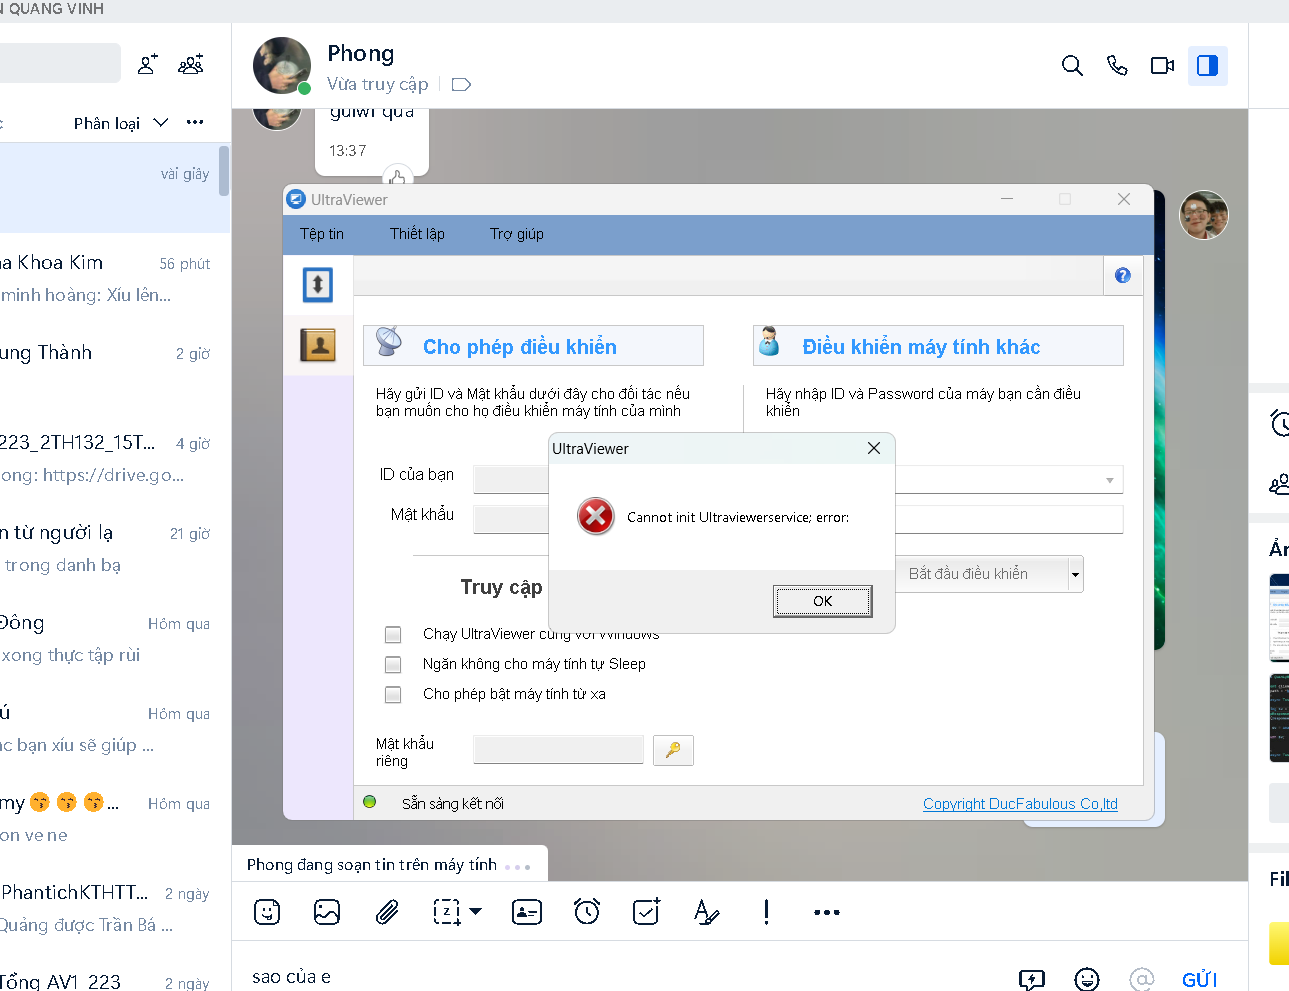 N QUANG VINH
Phân loại
vài giây
a Khoa Kim
56 phút
minh hoàng: Xíu lên...
ung Thành
2 giờ
223_2TH132_15T...
4 giờ
ong: https://drive.go...
n từ người lạ
21 giờ
trong danh bạ
Đông
Hôm qua
xong thực tập rùi
ú
Hôm qua
ạc bạn xíu sẽ giúp ...
my 😙 😙 😙...
Hôm qua
on ve ne
PhantichKTHTT...
2 ngày
Quảng được Trần Bá ...
Tổng AV1_223
2 ngày
Phong
Vừa truy cập
guiw1 qua
13:37
UltraViewer
Tệp tin
Thiết lập
Trợ giúp
Cho phép điều khiển
Hãy gửi ID và Mật khẩu dưới đây cho đối tác nếu
bạn muốn cho họ điều khiển máy tính của mình
ID của bạn
Mật khẩu
Truy cập
Chạy UltraViewer cùng với Windows
Ngăn không cho máy tính tự Sleep
Cho phép bật máy tính từ xa
Mật khẩu
riêng
Điều khiển máy tính khác
Hãy nhập ID và Password của máy bạn cần điều
khiển
Bắt đầu điều khiển
UltraViewer
Cannot init Ultraviewerservice; error:
OK
Sẵn sàng kết nối
Copyright DucFabulous Co,ltd
Phong đang soạn tin trên máy tính
sao của e
GỬI
Ản
Fil